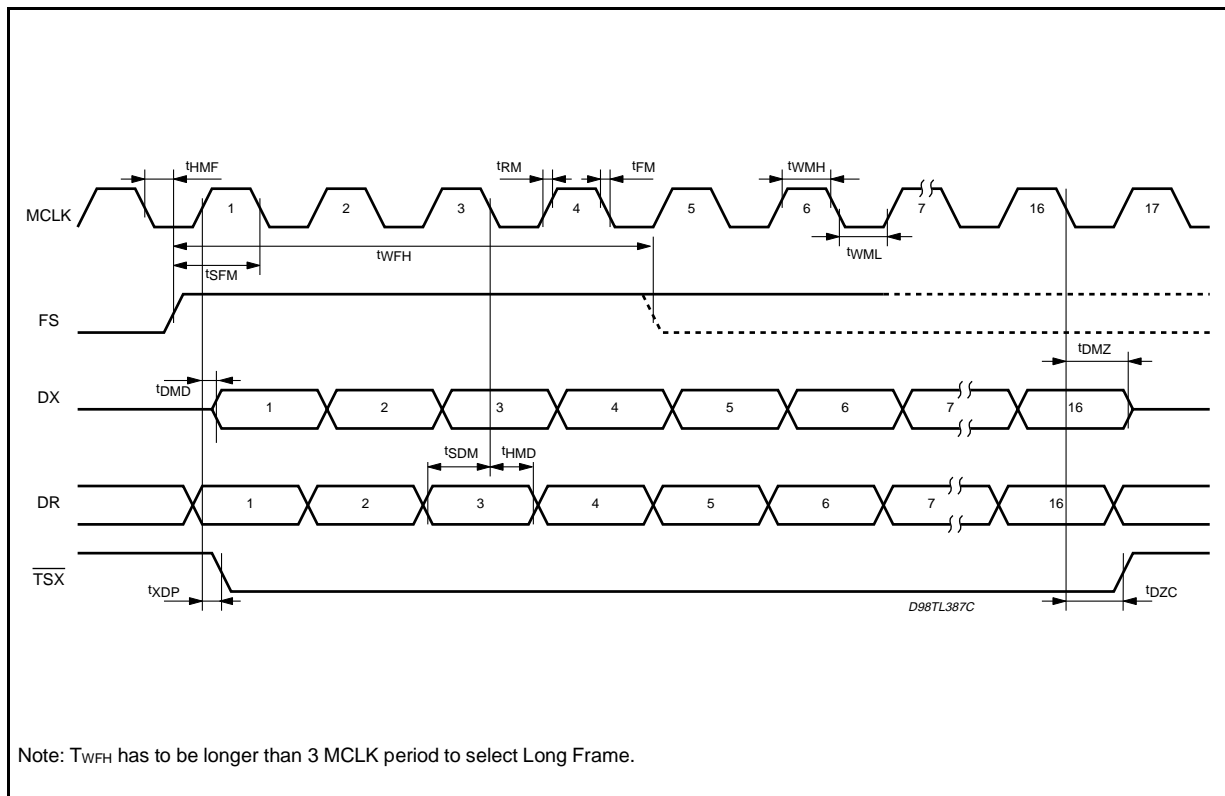 tHMF tRM tFM tWMH
MCLK 1 2 3 4 5 6 7 16 17
tWFH tWML
tSFM
FS
tDMZ
tDMD
DX 1 2 3 4 5 6 7 16
tSDM tHMD
DR 1 2 3 4 5 6 7 16
TSX
tXDP tDZC
D98TL387C
Note: TWFH has to be longer than 3 MCLK period to select Long Frame.